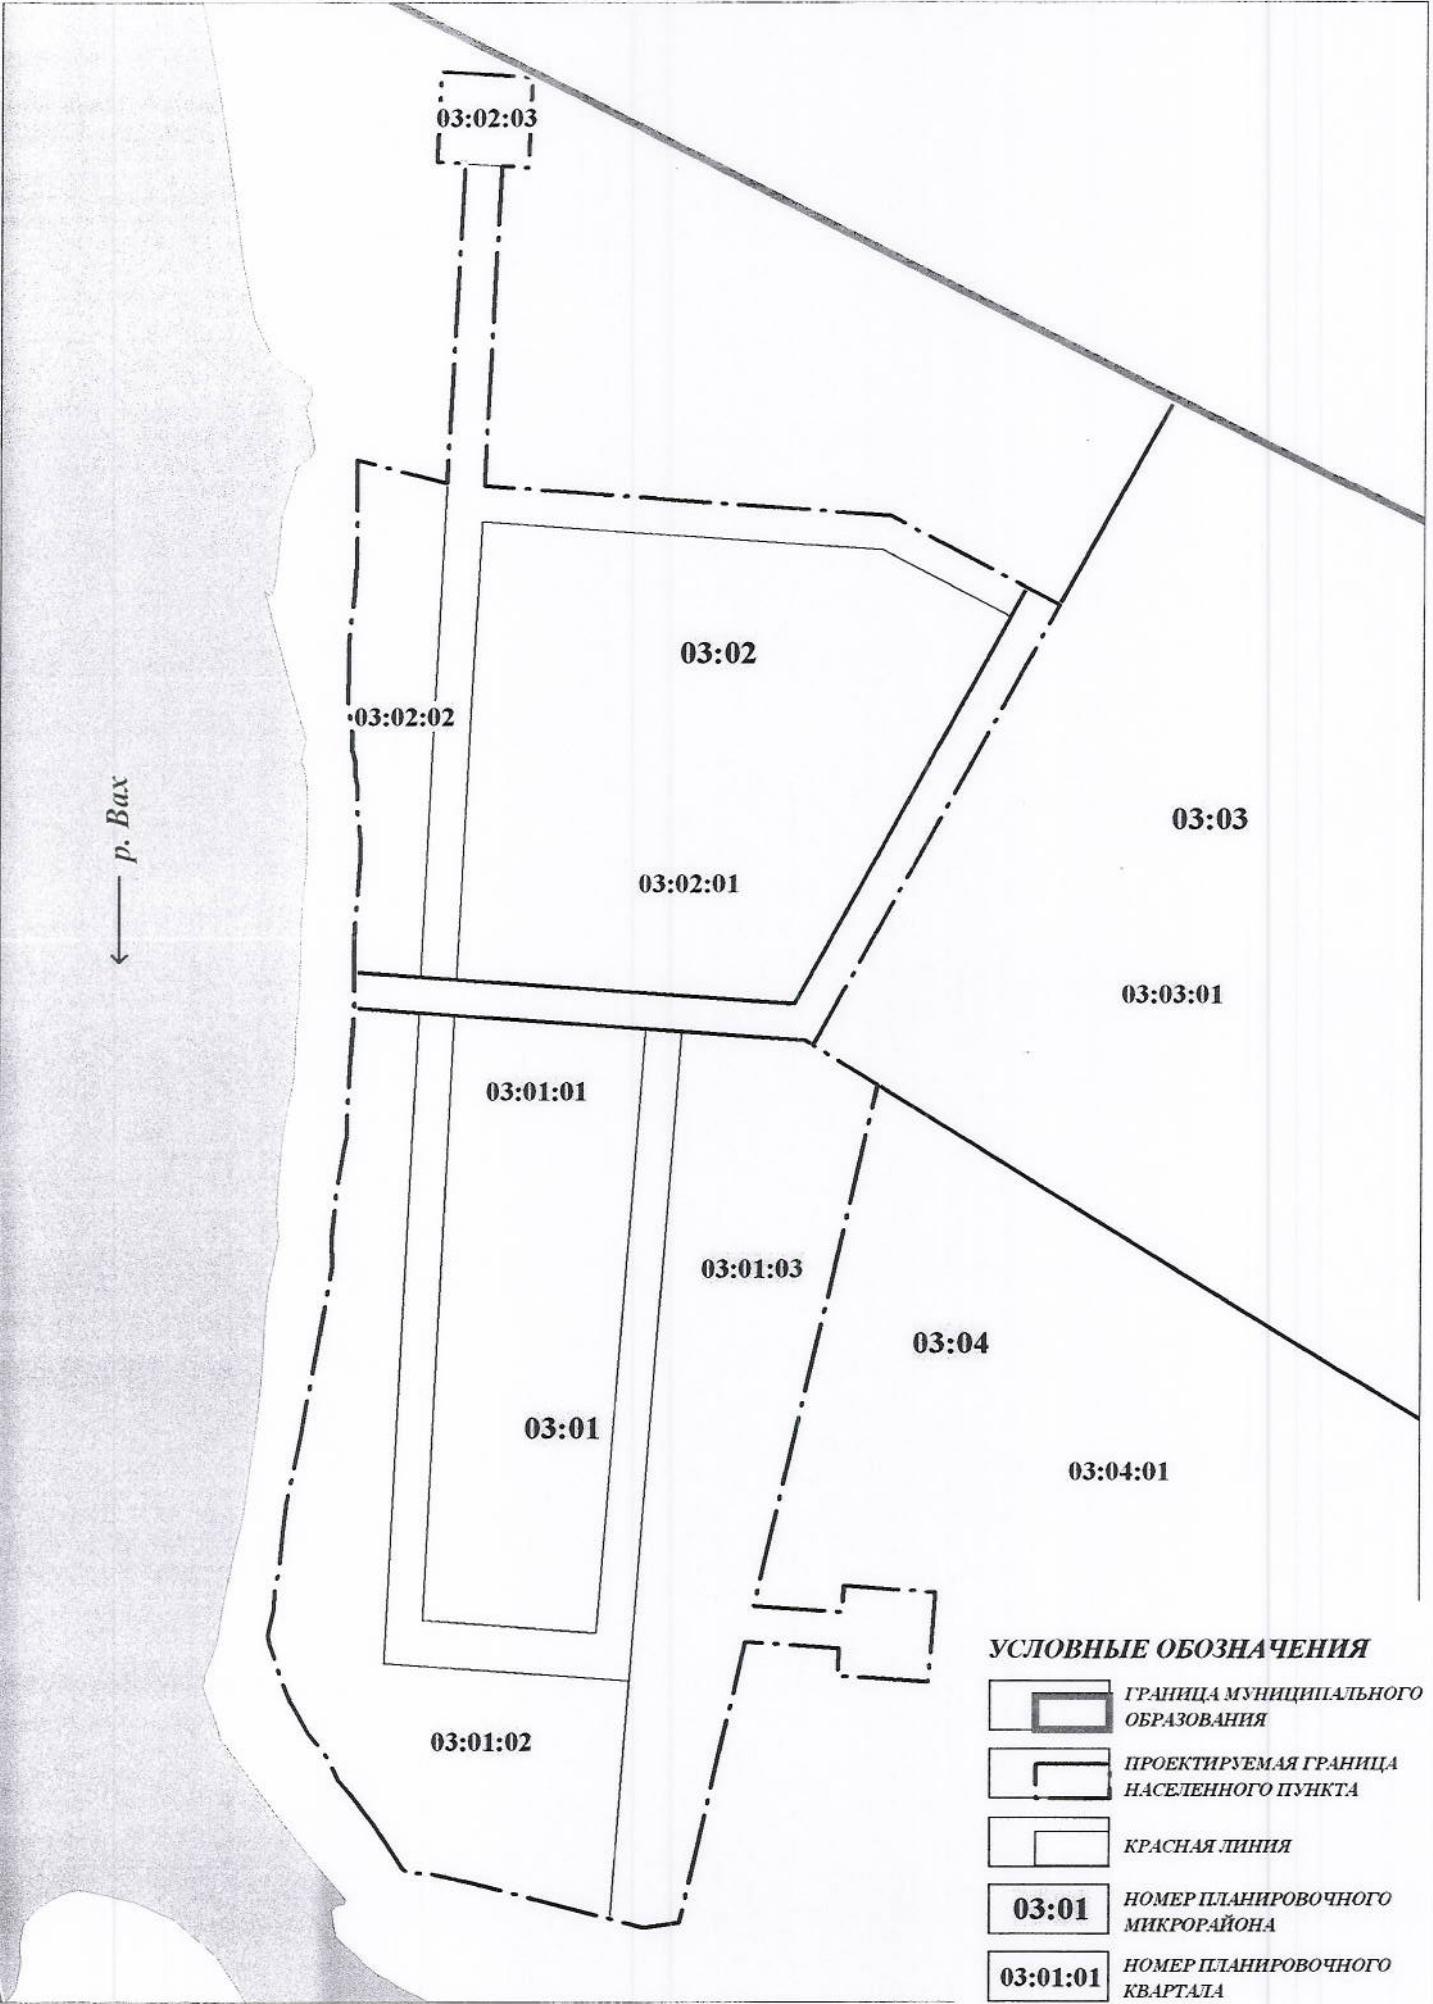 03:02:03
03:02
03:02:02
р. Вах
03:03
03:02:01
03:03:01
03:01:01
03:01:03
03:04
03:01
03:04:01
03:01:02
УСЛОВНЫЕ ОБОЗНАЧЕНИЯ
ГРАНИЦА МУНИЦИПАЛЬНОГО
ОБРАЗОВАНИЯ
ПРОЕКТИРУЕМАЯ ГРАНИЦА
НАСЕЛЕННОГО ПУНКТА
КРАСНАЯ ЛИНИЯ
03:01
НОМЕР ПЛАНИРОВОЧНОГО
МИКРОРАЙОНА
03:01:01
НОМЕР ПЛАНИРОВОЧНОГО
КВАРТАЛА